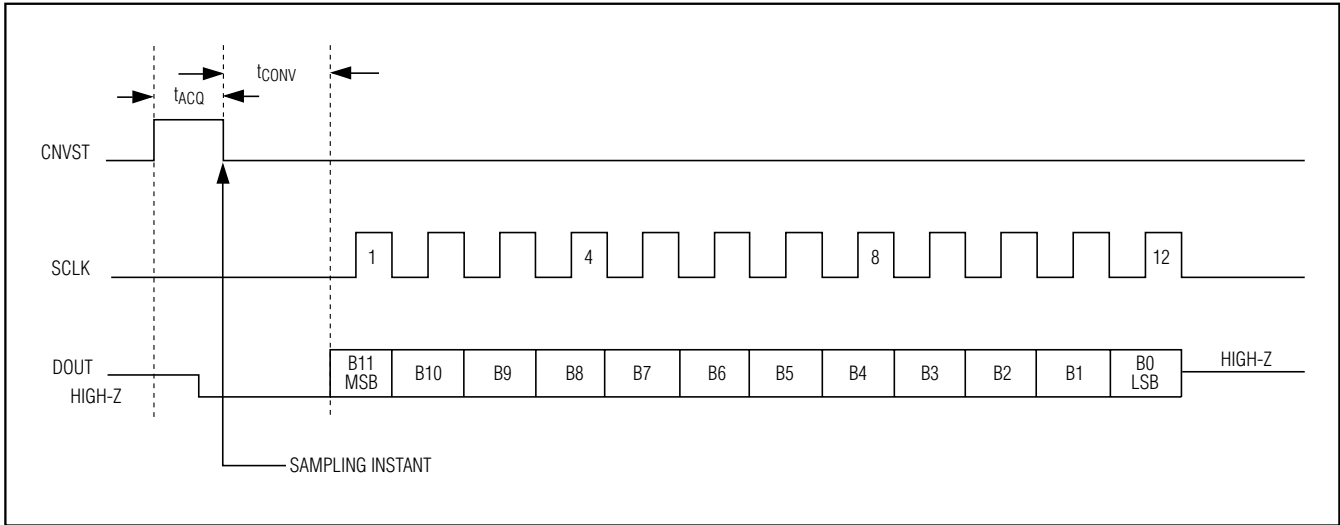 tCONV
tACQ
CNVST
SCLK
1
4
8
12
DOUT
HIGH-Z
B11
MSB
B10
B9
B8
B7
B6
B5
B4
B3
B2
B1
B0
LSB
HIGH-Z
SAMPLING INSTANT